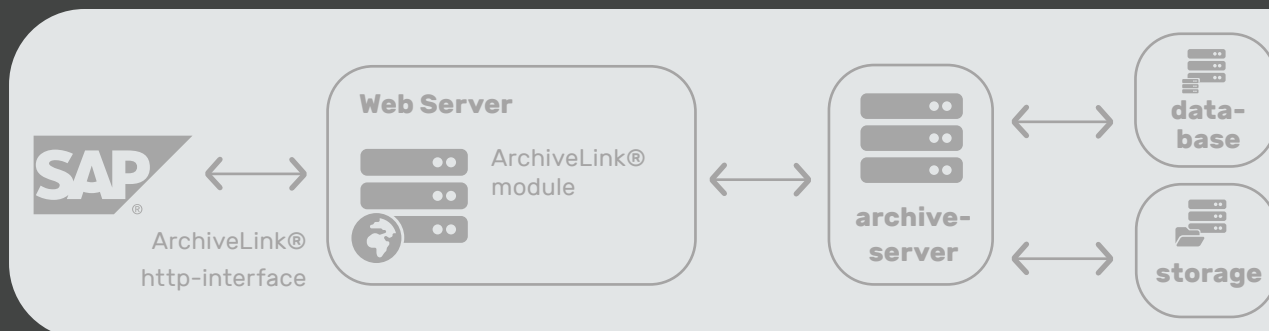 SAP®
ArchiveLink®
http-interface
Web Server
ArchiveLink®
module
archive-
server
data-
base
storage